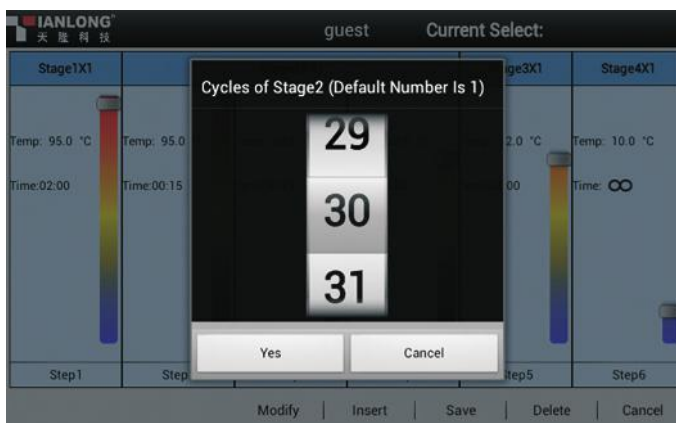 TIANLONG
天隆科技
guest
Current Select:
Stage1X1
ge3X1
Stage4X1
Cycles of Stage2 (Default Number Is 1)
29
30
31
Temp: 95.0 °C
Temp: 95.0
2.0 °C
Temp: 10.0 °C
Time:02:00
Time:00:15
00
Time: ∞
Yes
Cancel
Step1
Step
Step5
Step6
Modify
Insert
Save
Delete
Cancel